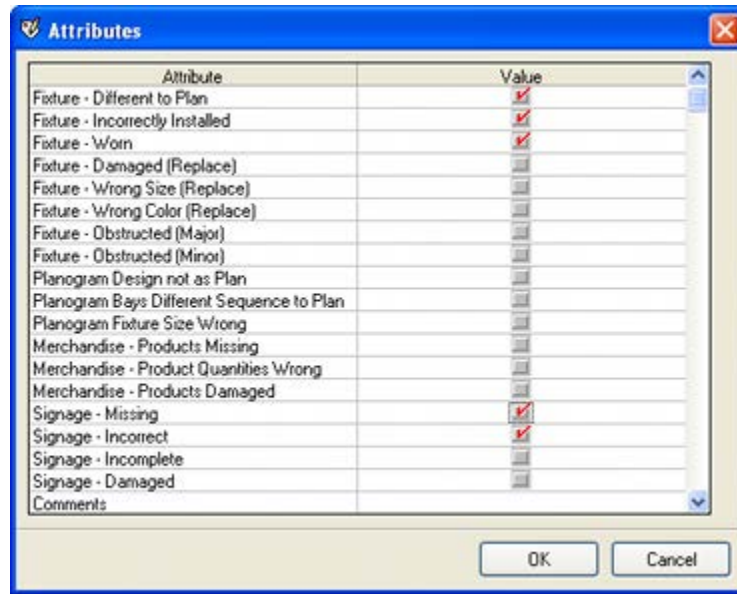 Attributes
Attribute Value
Fixture - Different to Plan
Fixture - Incorrectly Installed
Fixture - Worn
Fixture - Damaged (Replace)
Fixture - Wrong Size (Replace)
Fixture - Wrong Color (Replace)
Fixture - Obstructed (Major)
Fixture - Obstructed (Minor)
Planogram Design not as Plan
Planogram Bays Different Sequence to Plan
Planogram Fixture Size Wrong
Merchandise - Products Missing
Merchandise - Product Quantities Wrong
Merchandise - Products Damaged
Signage - Missing
Signage - Incorrect
Signage - Incomplete
Signage - Damaged
Comments
OK Cancel